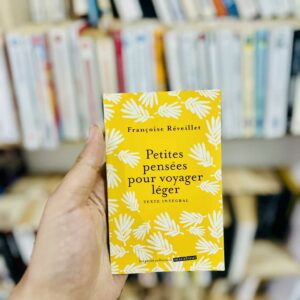 Françoise Réveillet
Petites
pensées
pour voyager
léger
TEXTE INTÉGRAL